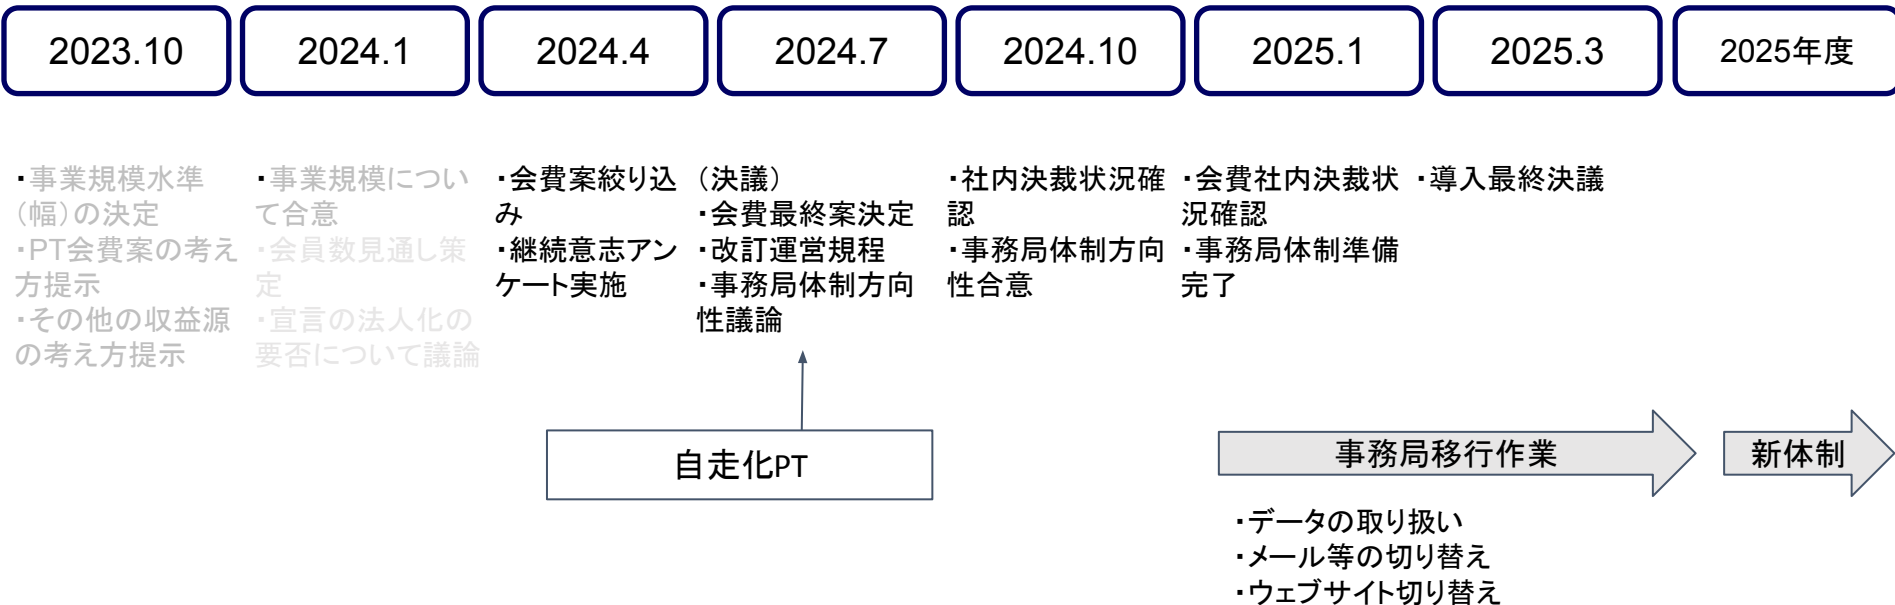 2023.10
2024.1
2024.4
2024.7
2024.10
2025.1
2025.3
2025年度
・事業規模水準
（幅）の決定
・PT会費案の考え
方提示
・その他の収益源
の考え方提示
・事業規模につい
て合意
・会員数見通し策
定
・宣言の法人化の
要否について議論
・会費案絞り込
み
・継続意志アン
ケート実施
（決議）
・会費最終案決定
・改訂運営規程
・事務局体制方向
性議論
・社内決裁状況確
認
・事務局体制方向
性合意
・会費社内決裁状
況確認
・事務局体制準備
完了
・導入最終決議
自走化PT
事務局移行作業
新体制
・データの取り扱い
・メール等の切り替え
・ウェブサイト切り替え